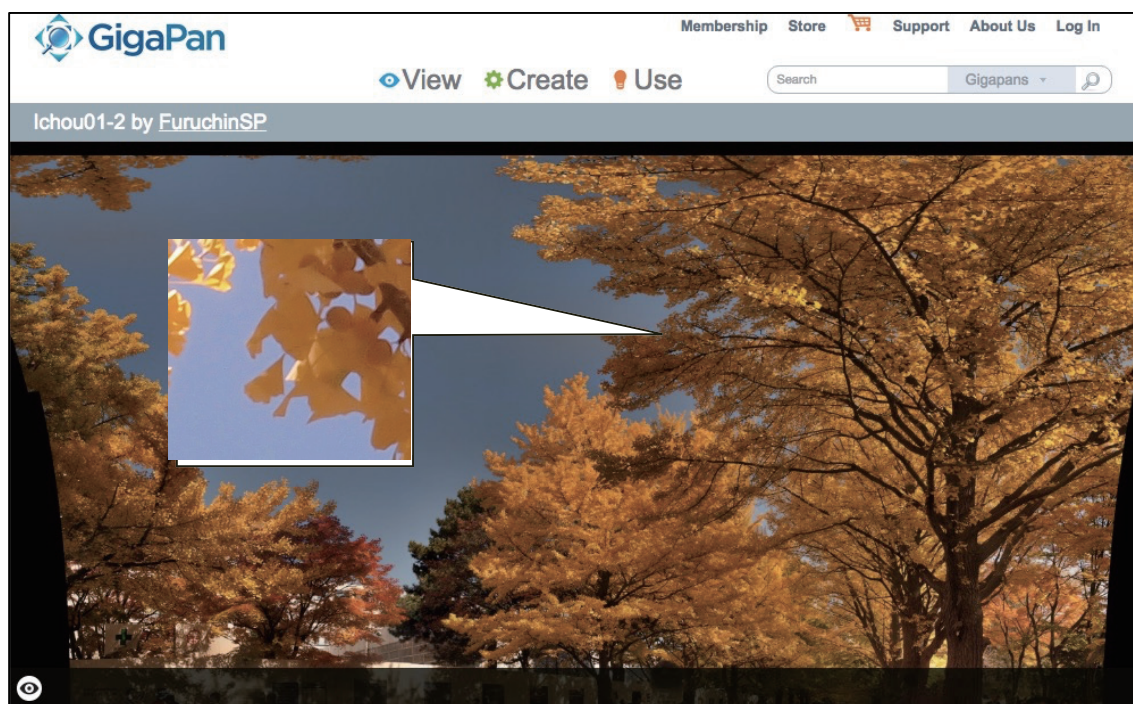 GigaPan
Membership Store Support About Us Log In
View Create Use
Search Gigapans
Ichou01-2 by FuruchinSP